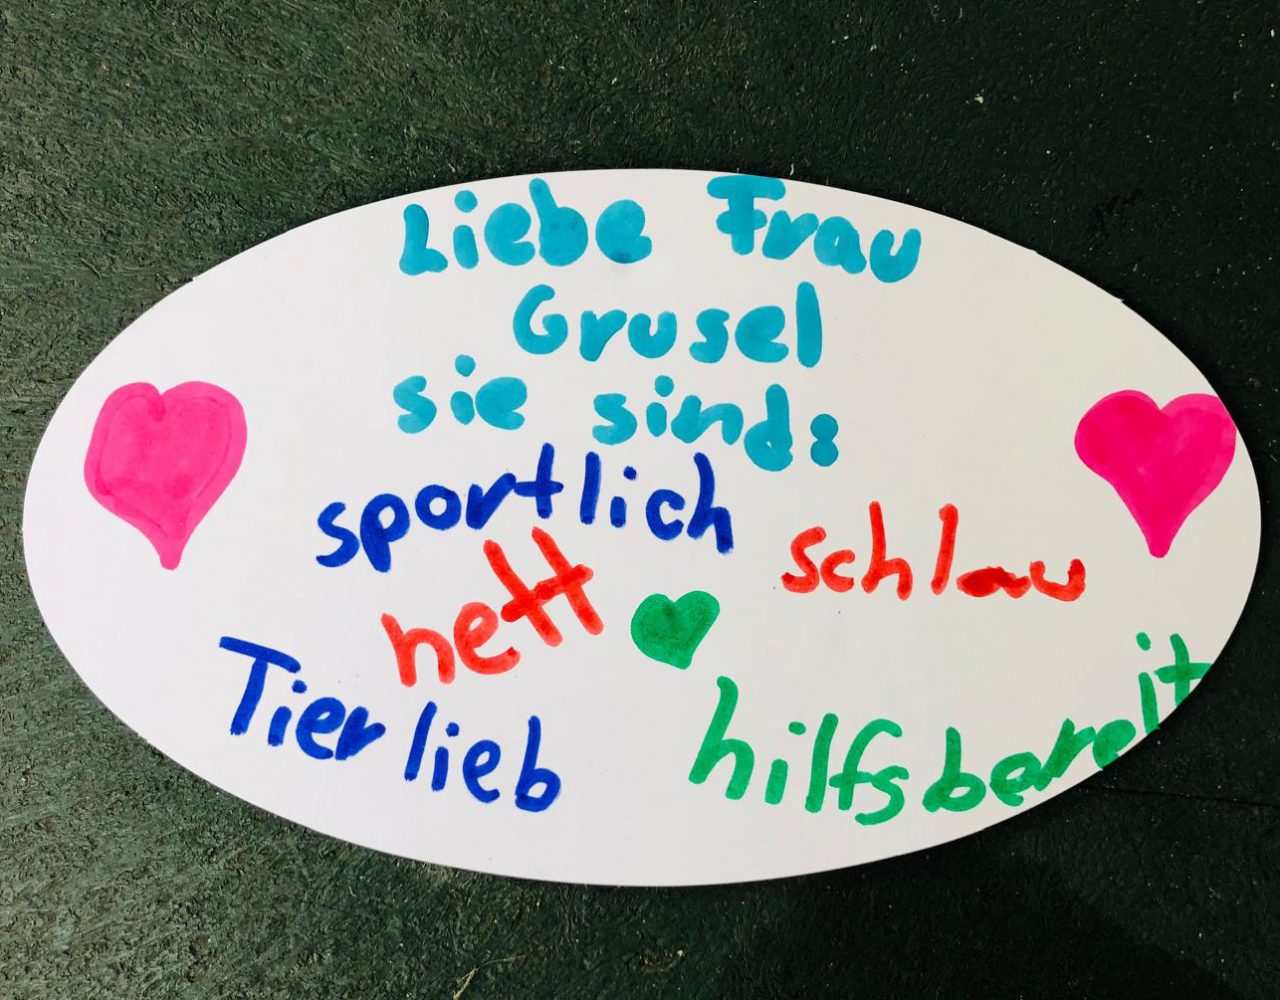 Liebe Frau
Grusel
sie sind:
sportlich
schlau
nett
Tierlieb
hilfsbereit